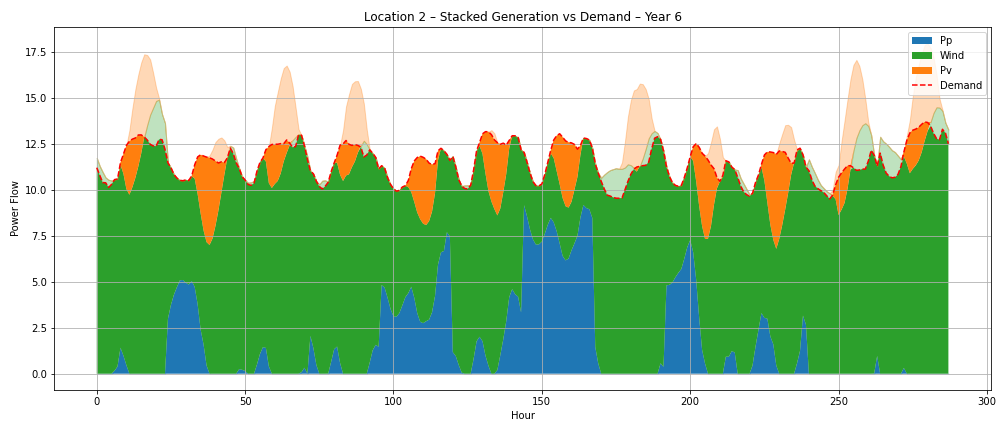 Location 2 – Stacked Generation vs Demand – Year 6
Power Flow
17.5
15.0
12.5
10.0
7.5
5.0
2.5
0.0
Pp
Wind
Pv
Demand
0
50
100
150
200
250
300
Hour